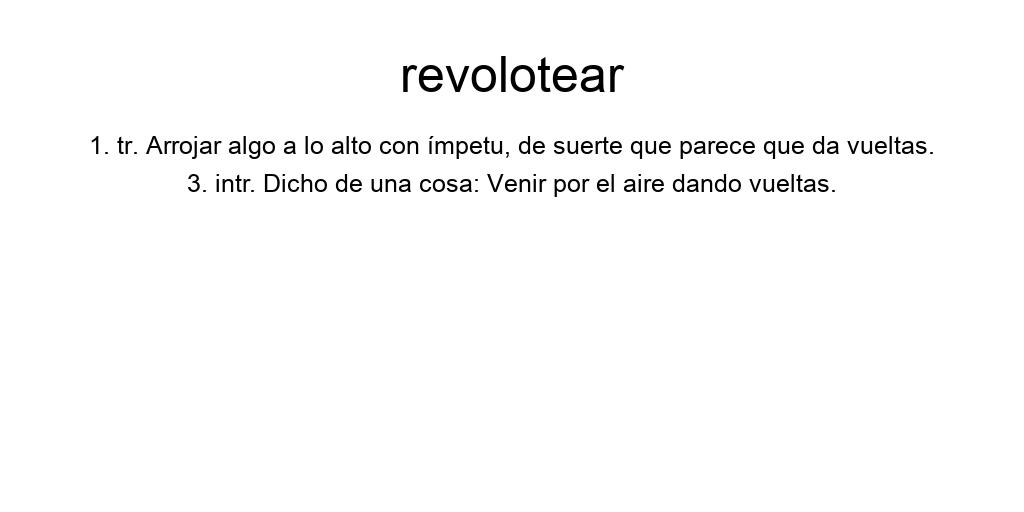 revolotear
1. tr. Arrojar algo a lo alto con ímpetu, de suerte que parece que da vueltas.
3. intr. Dicho de una cosa: Venir por el aire dando vueltas.